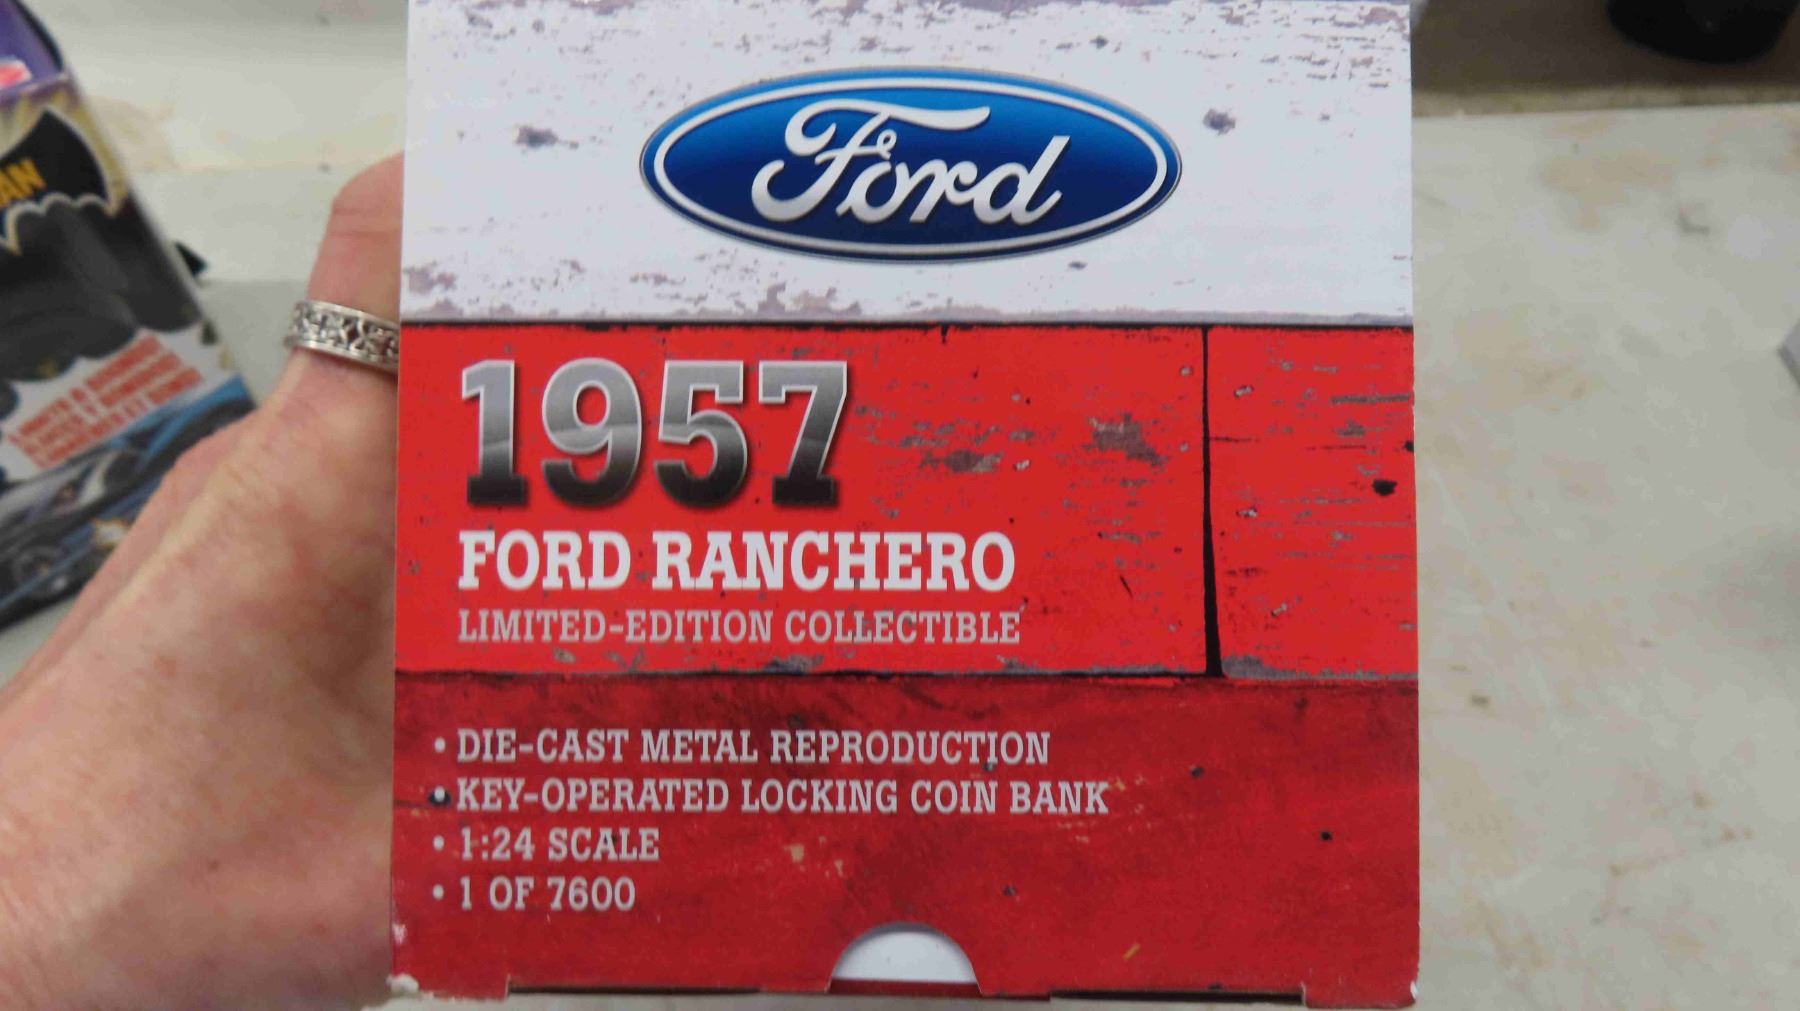 Ford
1957
FORD RANCHERO
LIMITED-EDITION COLLECTIBLE
• DIE-CAST METAL REPRODUCTION
• KEY-OPERATED LOCKING COIN BANK
• 1:24 SCALE
• 1 OF 7600